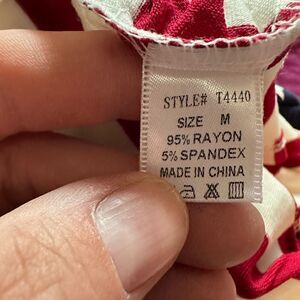 STYLE# T4440
SIZE M
95% RAYON
5% SPANDEX
MADE IN CHINA